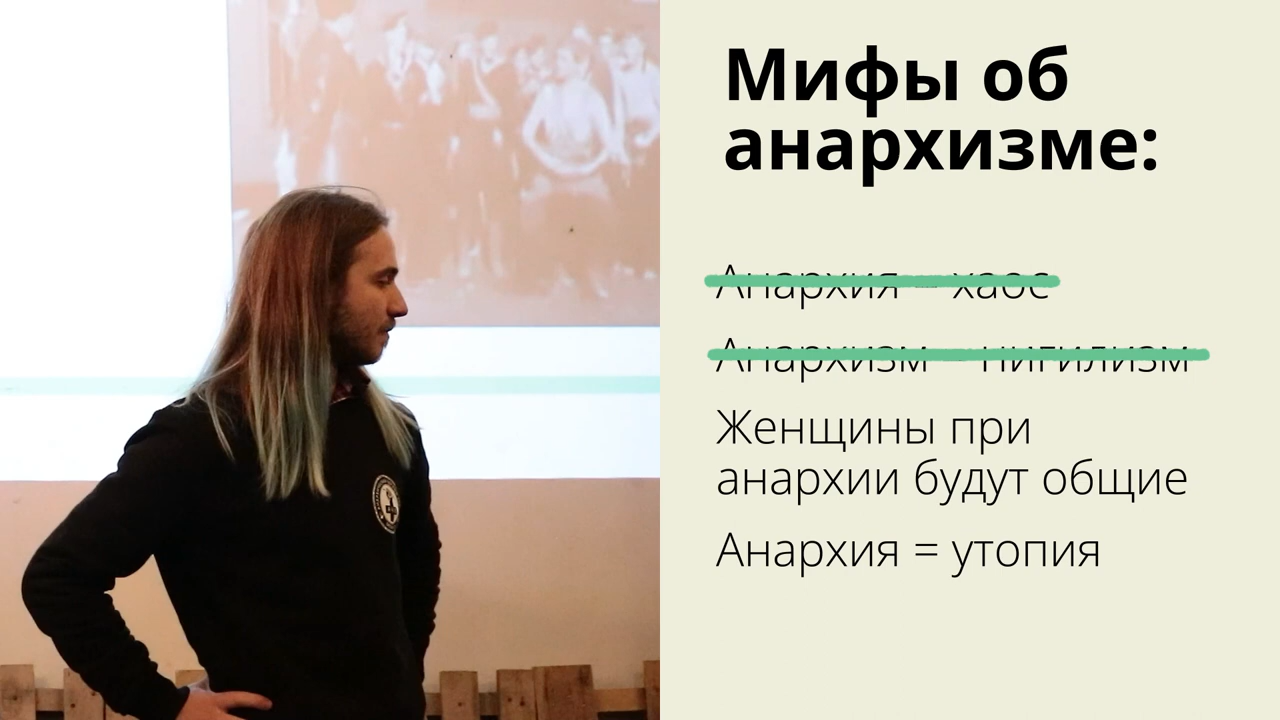 Мифы об
анархизме:
Анархия = хаос
Анархизм = нигилизм
Женщины при
анархии будут общие
Анархия = утопия